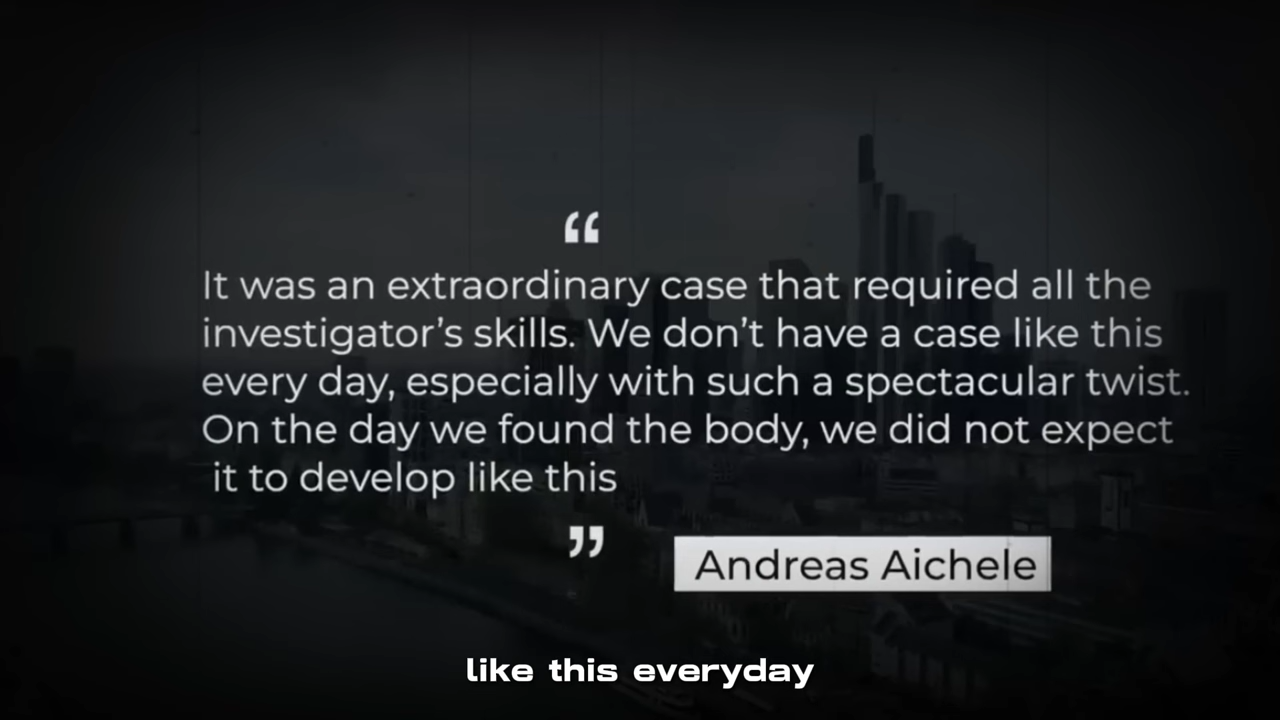 “
It was an extraordinary case that required all the
investigator’s skills. We don’t have a case like this
every day, especially with such a spectacular twist.
On the day we found the body, we did not expect
it to develop like this
”
Andreas Aichele
like this everyday